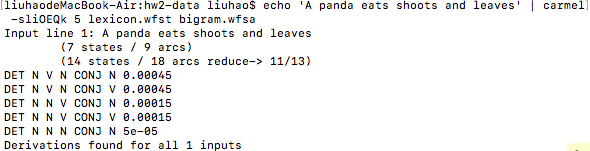 [liuhaodeMacBook-Air:hw2-data liuhao$ echo 'A panda eats shoots and leaves' | carmel]
-sliOEQk 5 lexicon.wfst bigram.wfsa
Input line 1: A panda eats shoots and leaves
(7 states / 9 arcs)
(14 states / 18 arcs reduce-> 11/13)
DET N V N CONJ N 0.00045
DET N V N CONJ V 0.00045
DET N N V CONJ N 0.00015
DET N N V CONJ V 0.00015
DET N N N CONJ N 5e-05
Derivations found for all 1 inputs